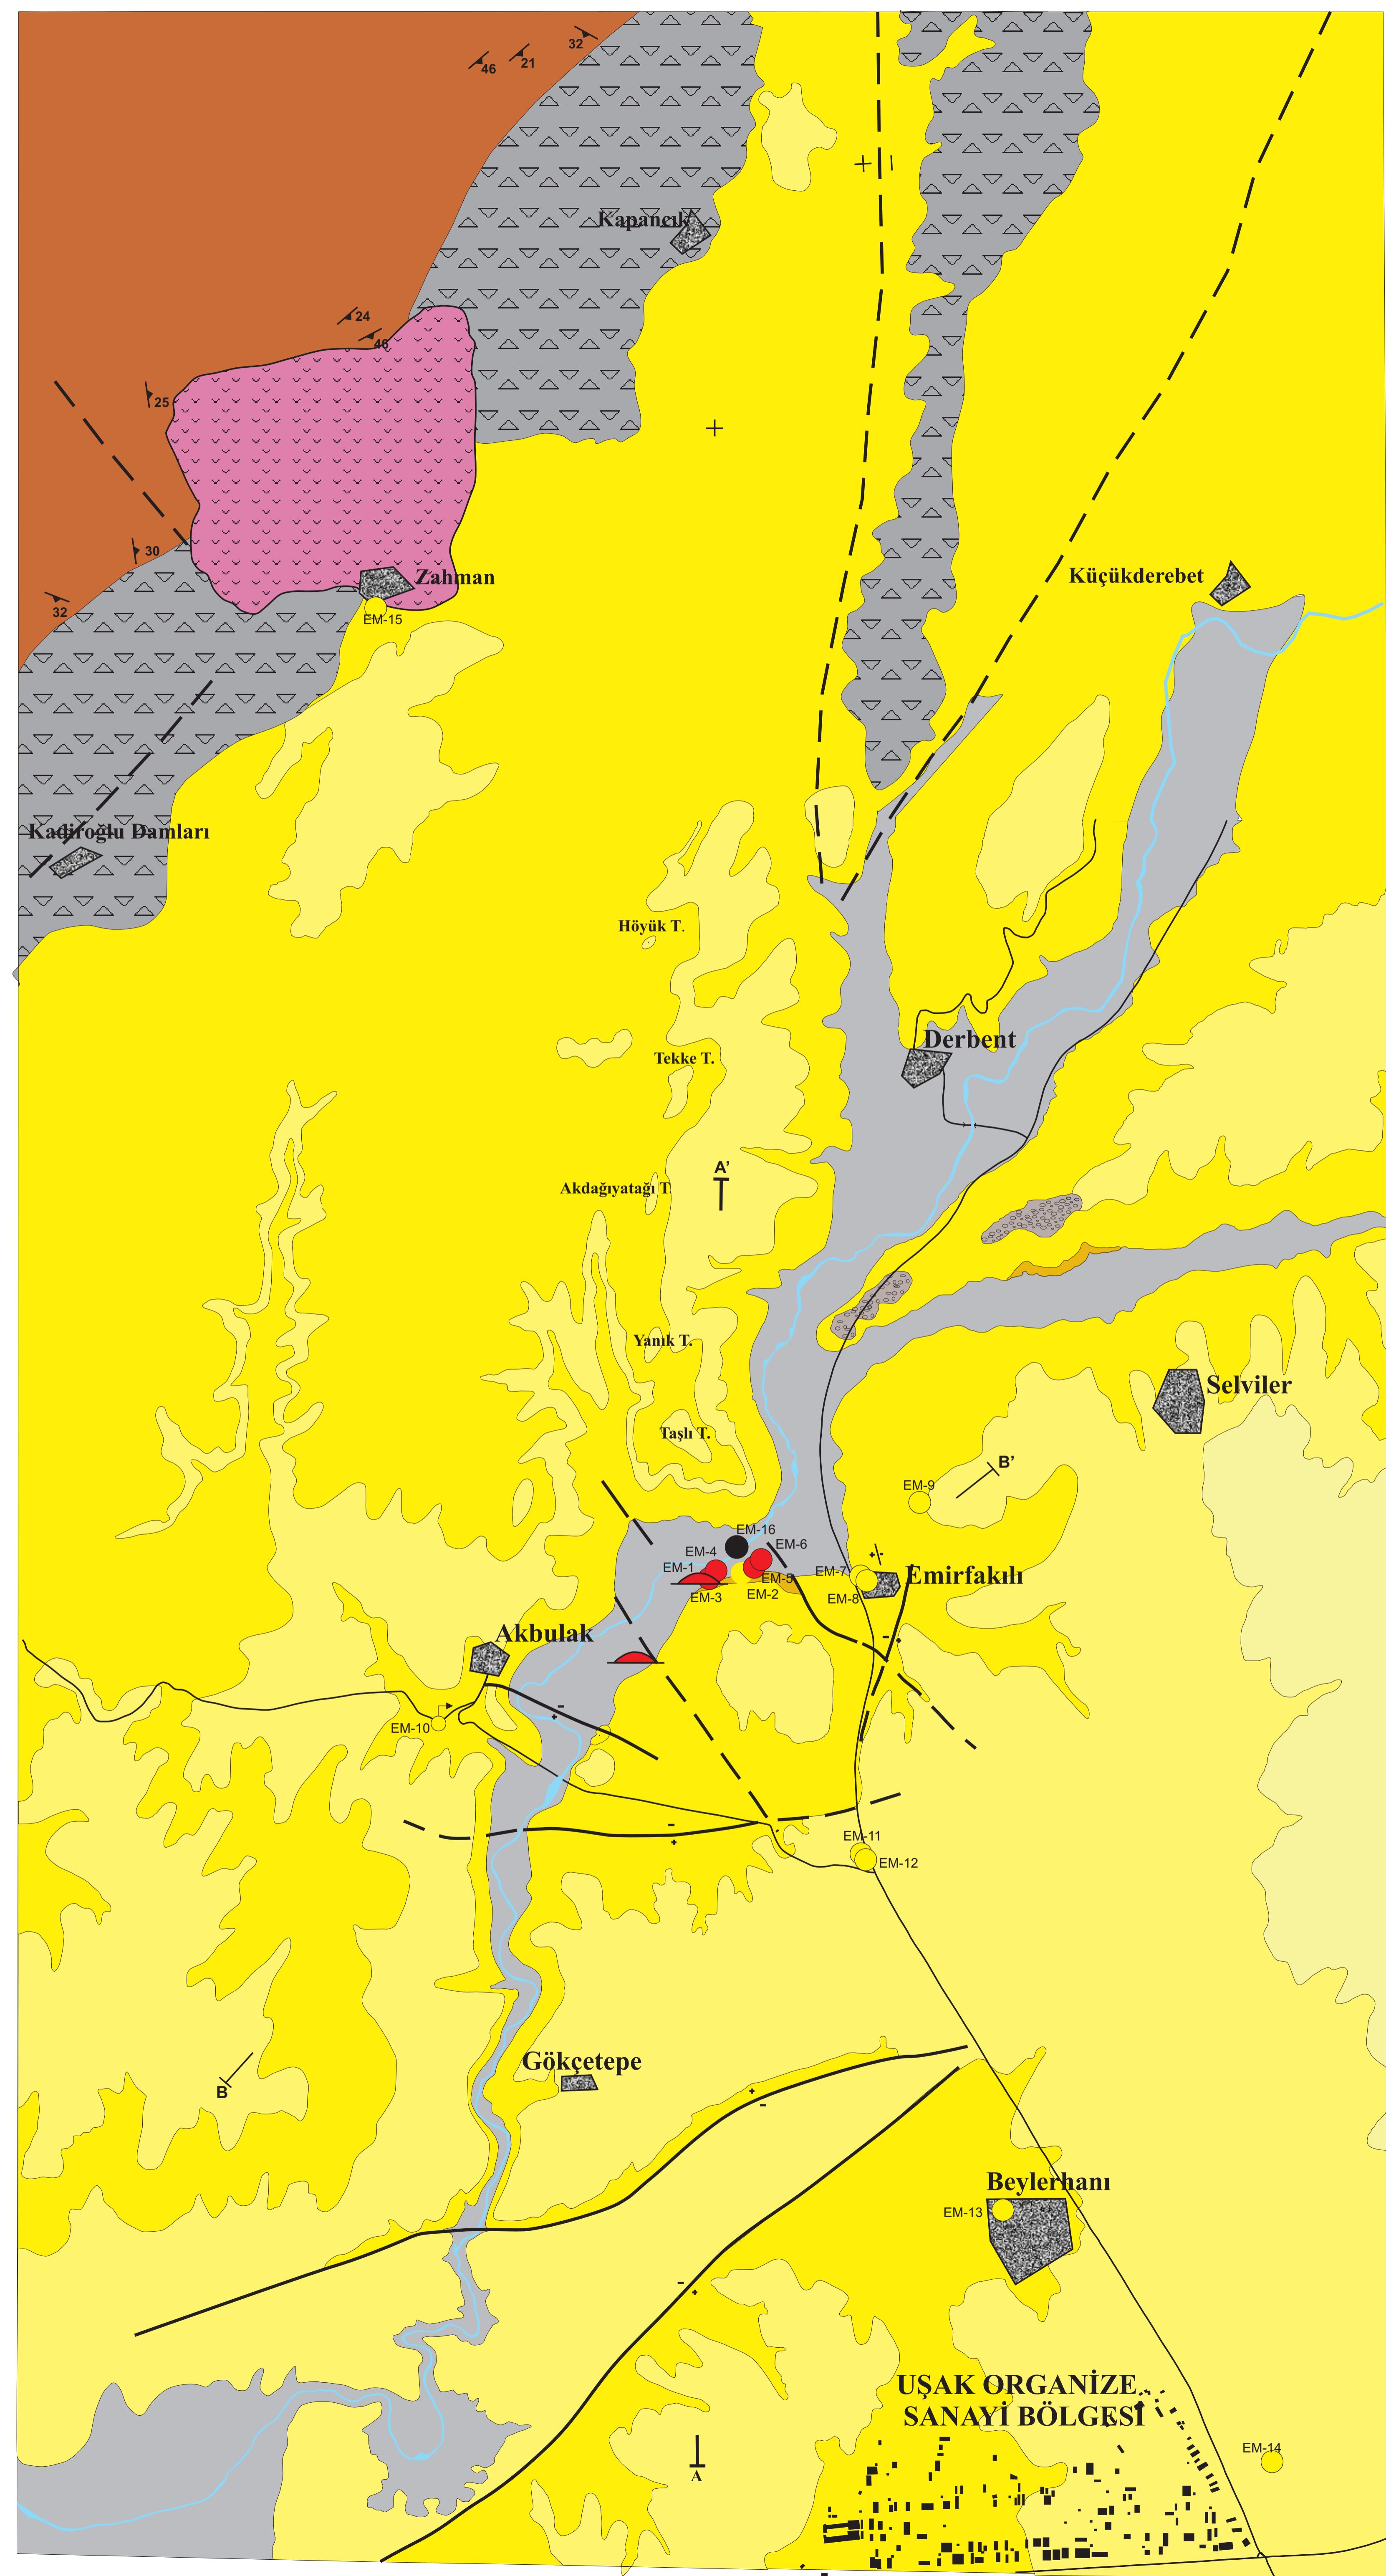 32
46
21
Kapancık
24
46
25
30
Zahman
EM-15
32
Küçükderebet
Kadiroğlu Damları
Höyük T.
Derbent
Tekke T.
A’
Akdağıyatağı T.
Yanık T.
Selviler
Taşlı T.
B’
EM-9
EM-16
EM-6
EM-4
EM-1
EM-5
EM-3
EM-2
EM-7
EM-8
+ -
Emirfakılı
- +
Akbulak
-
+
EM-10
-
+
EM-11
EM-12
Gökçetepe
B
+
-
Beylerhanı
EM-13
-
+
UŞAK ORGANİZE
SANAYİ BÖLGESİ
EM-14
A